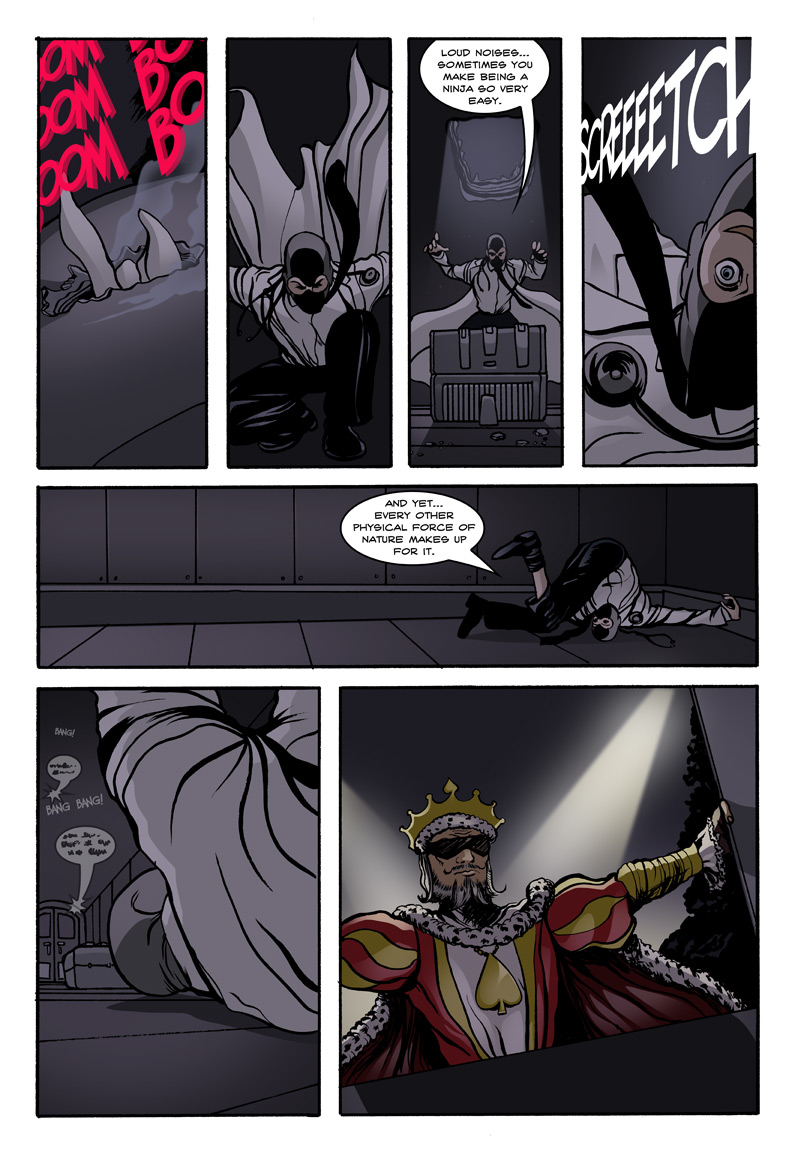 OOM BO
OOM BO
OOM BO
LOUD NOISES...
SOMETIMES YOU
MAKE BEING A
NINJA SO VERY
EASY.
SCREEEETCH
AND YET...
EVERY OTHER
PHYSICAL FORCE OF
NATURE MAKES UP
FOR IT.
BANG!
BANG BANG!